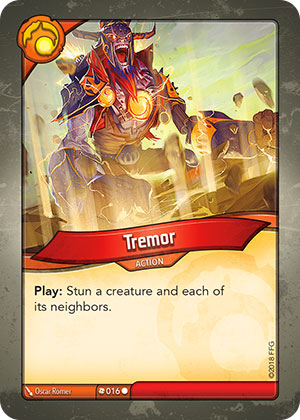 Tremor
ACTION
Play: Stun a creature and each of
its neighbors.
Oscar Römer
016
©2018 FFG